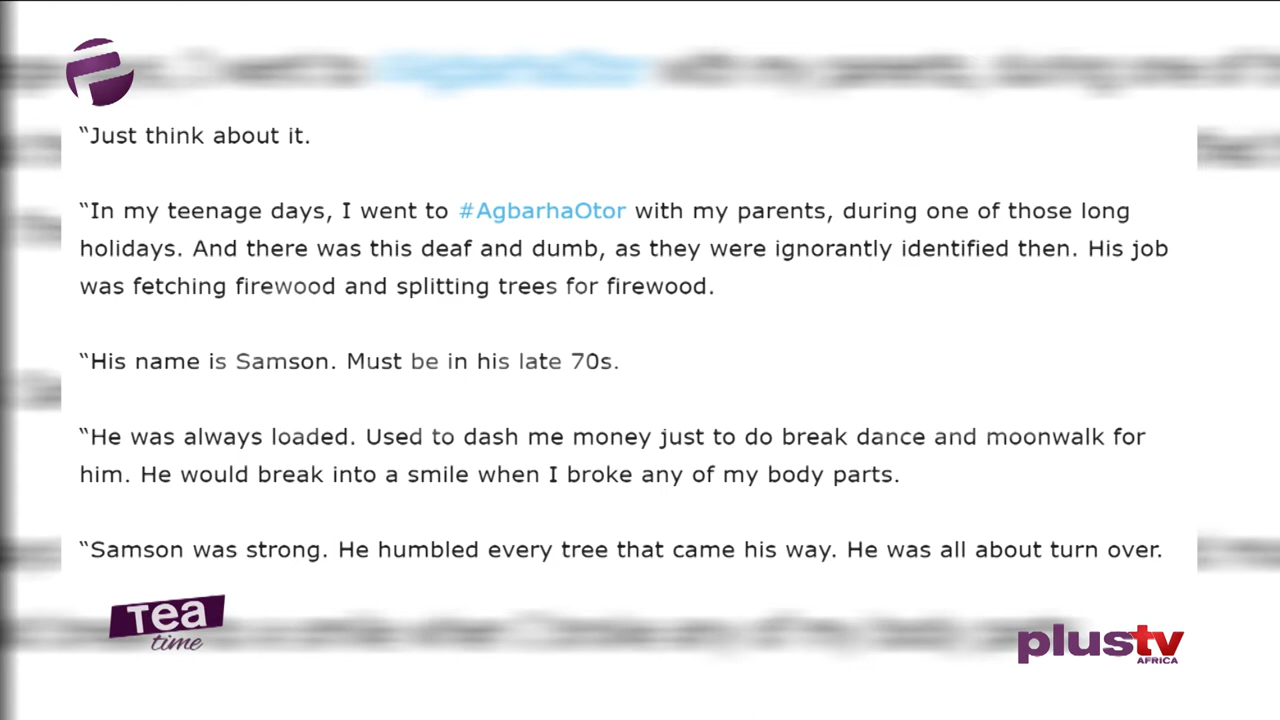 “Just think about it.
“In my teenage days, I went to #AgbarhaOtor with my parents, during one of those long
holidays. And there was this deaf and dumb, as they were ignorantly identified then. His job
was fetching firewood and splitting trees for firewood.
“His name is Samson. Must be in his late 70s.
“He was always loaded. Used to dash me money just to do break dance and moonwalk for
him. He would break into a smile when I broke any of my body parts.
“Samson was strong. He humbled every tree that came his way. He was all about turn over.
Tea
time
plustv
AFRICA